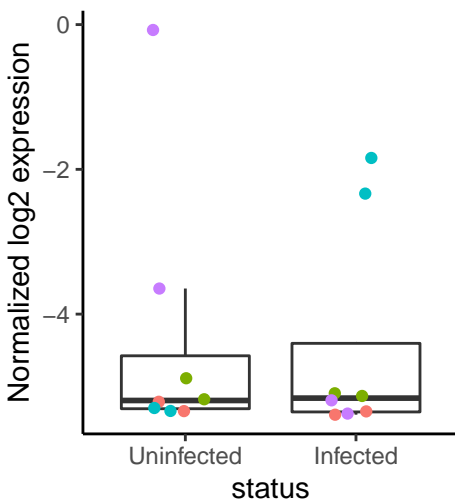 Normalized log2 expression
0
−2
−4
Uninfected
Infected
status